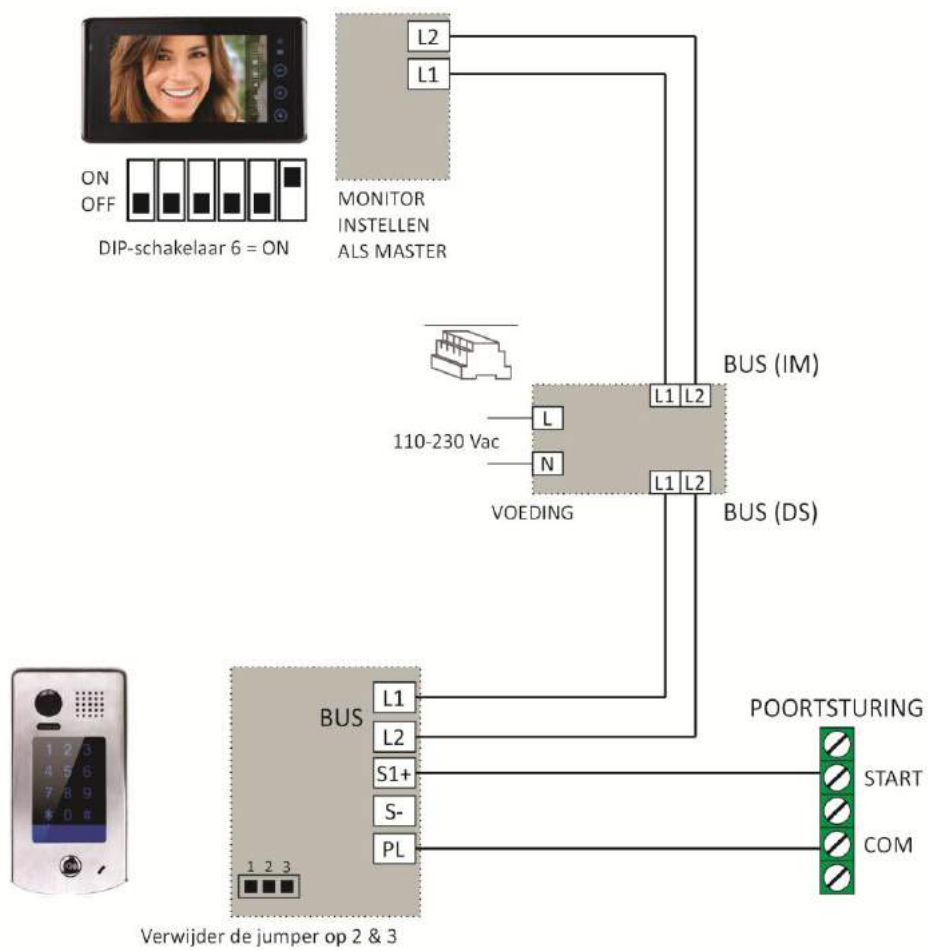 L2
L1
ON
OFF
DIP-schakelaar 6 = ON
MONITOR
INSTELLEN
ALS MASTER
BUS (IM)
L1 L2
L
110-230 Vac
N
L1 L2
VOEDING
BUS (DS)
L1
BUS
L2
S1+
S-
PL
POORTSTURING
START
COM
1 2 3
4 5 6
7 8 9
* 0 #
1 2 3
Verwijder de jumper op 2 & 3